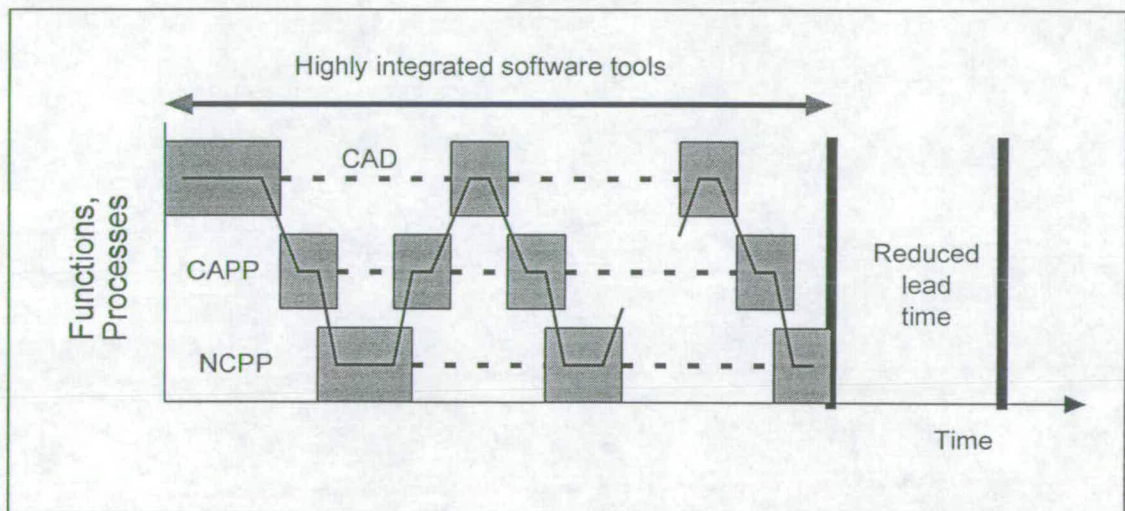 Highly integrated software tools
Functions,
Processes
CAD
CAPP
NCPP
Reduced
lead
time
Time